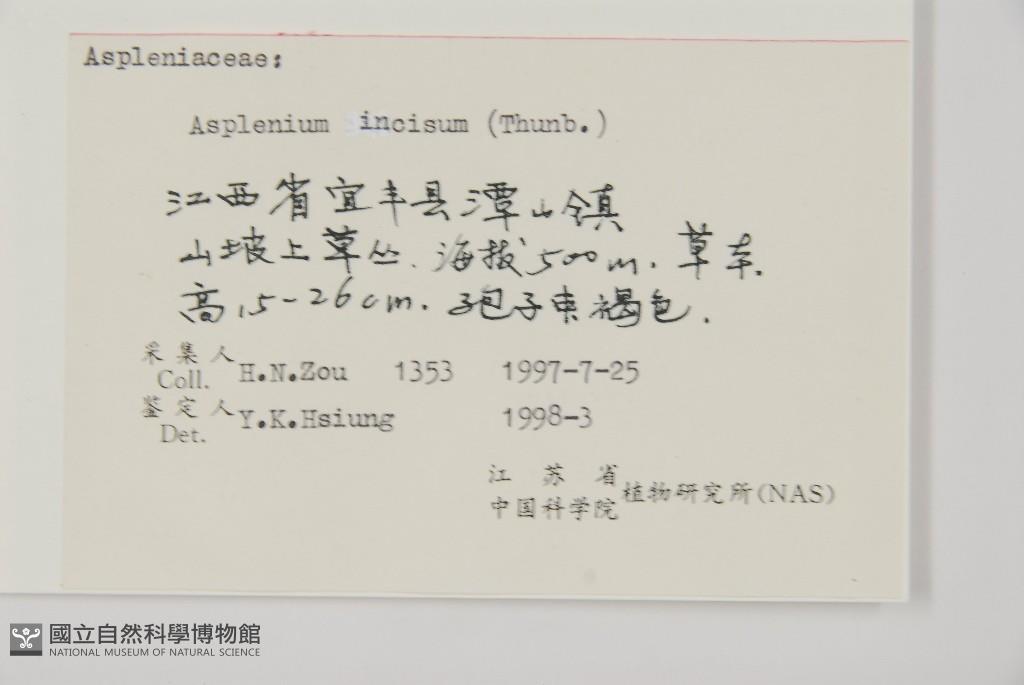 Aspleniaceae:
Asplenium incisum (Thunb.)
江西省宜丰县潭山镇
山坡上草丛. 海拔500m. 草本.
高15-26cm. 孢子束褐色.
采集人 Coll. H.N.Zou 1353 1997-7-25
鉴定人 Det. Y.K.Hsiung 1998-3
江苏省
中国科学院 植物研究所(NAS)
國立自然科學博物館
NATIONAL MUSEUM OF NATURAL SCIENCE